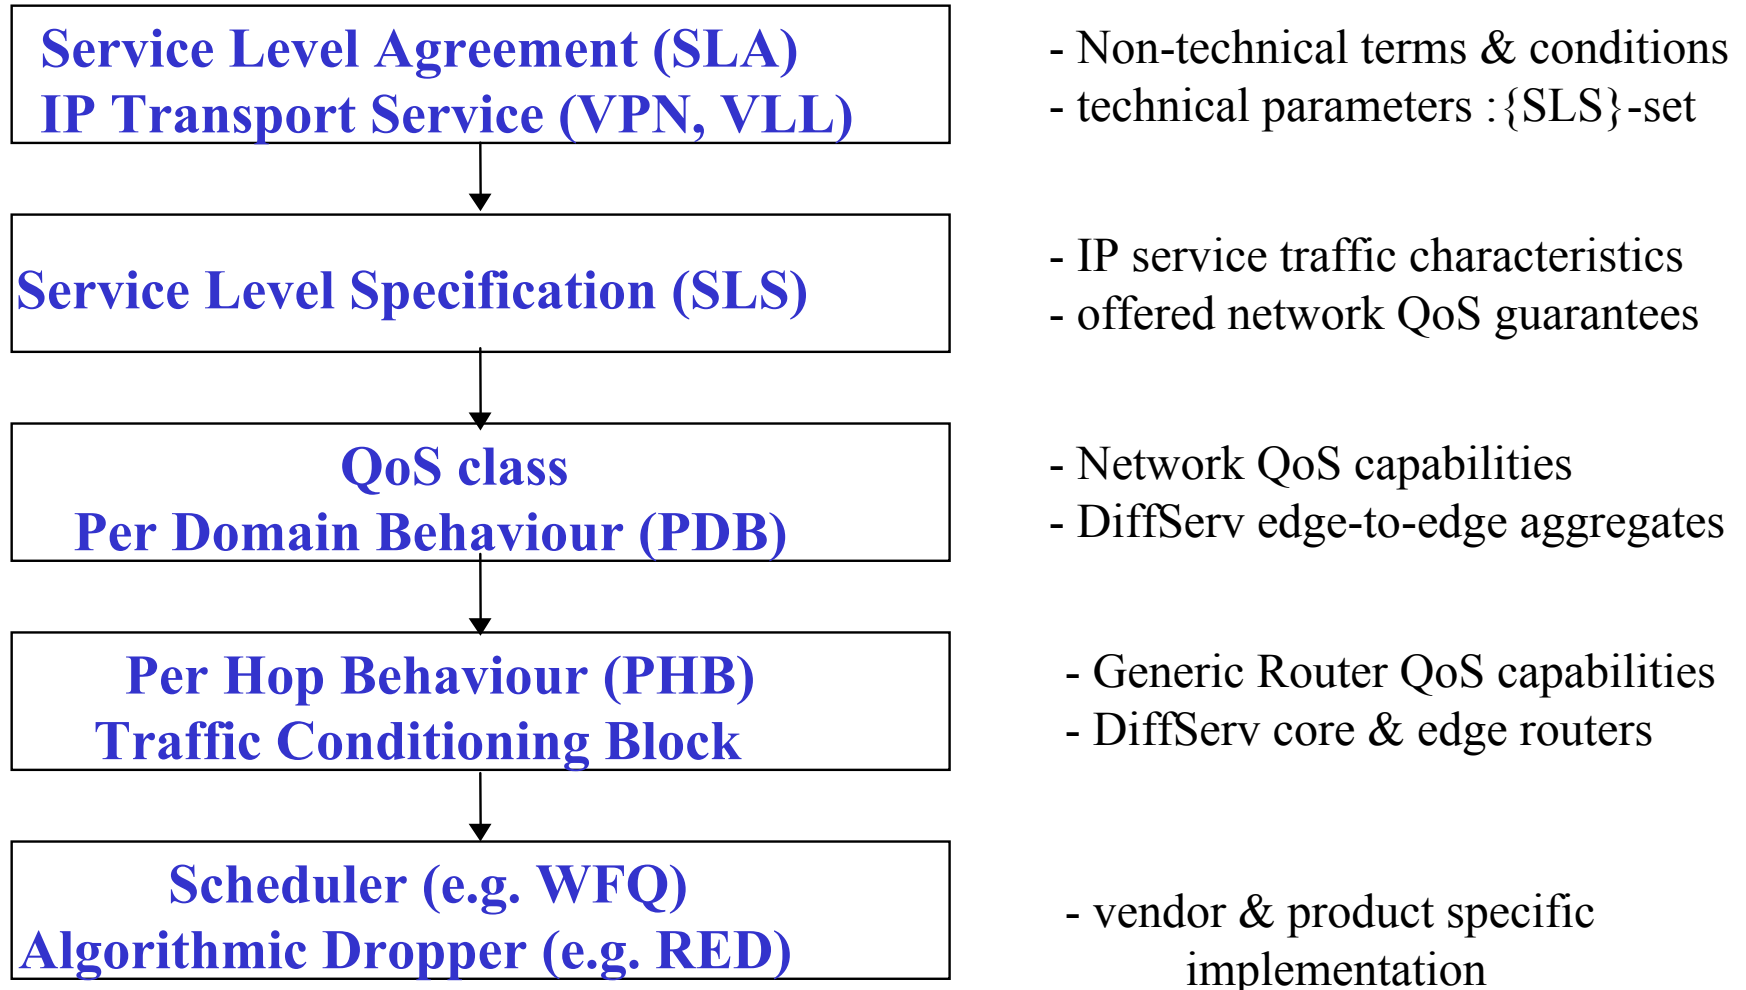 Service Level Agreement (SLA)
IP Transport Service (VPN, VLL)
- Non-technical terms & conditions
- technical parameters :{SLS}-set
Service Level Specification (SLS)
- IP service traffic characteristics
- offered network QoS guarantees
QoS class
Per Domain Behaviour (PDB)
- Network QoS capabilities
- DiffServ edge-to-edge aggregates
Per Hop Behaviour (PHB)
Traffic Conditioning Block
- Generic Router QoS capabilities
- DiffServ core & edge routers
Scheduler (e.g. WFQ)
Algorithmic Dropper (e.g. RED)
- vendor & product specific
implementation